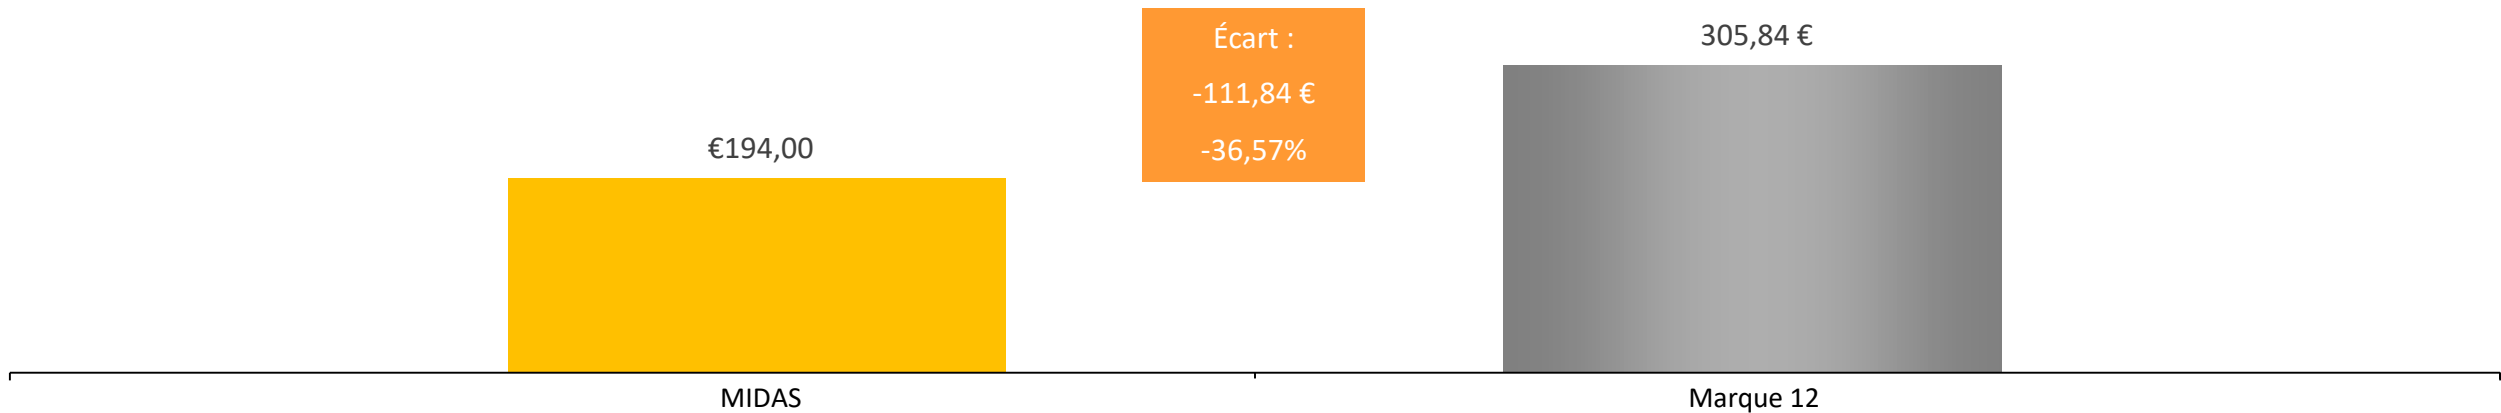 Écart :
-111,84 €
-36,57%
305,84 €
€194,00
MIDAS
Marque 12